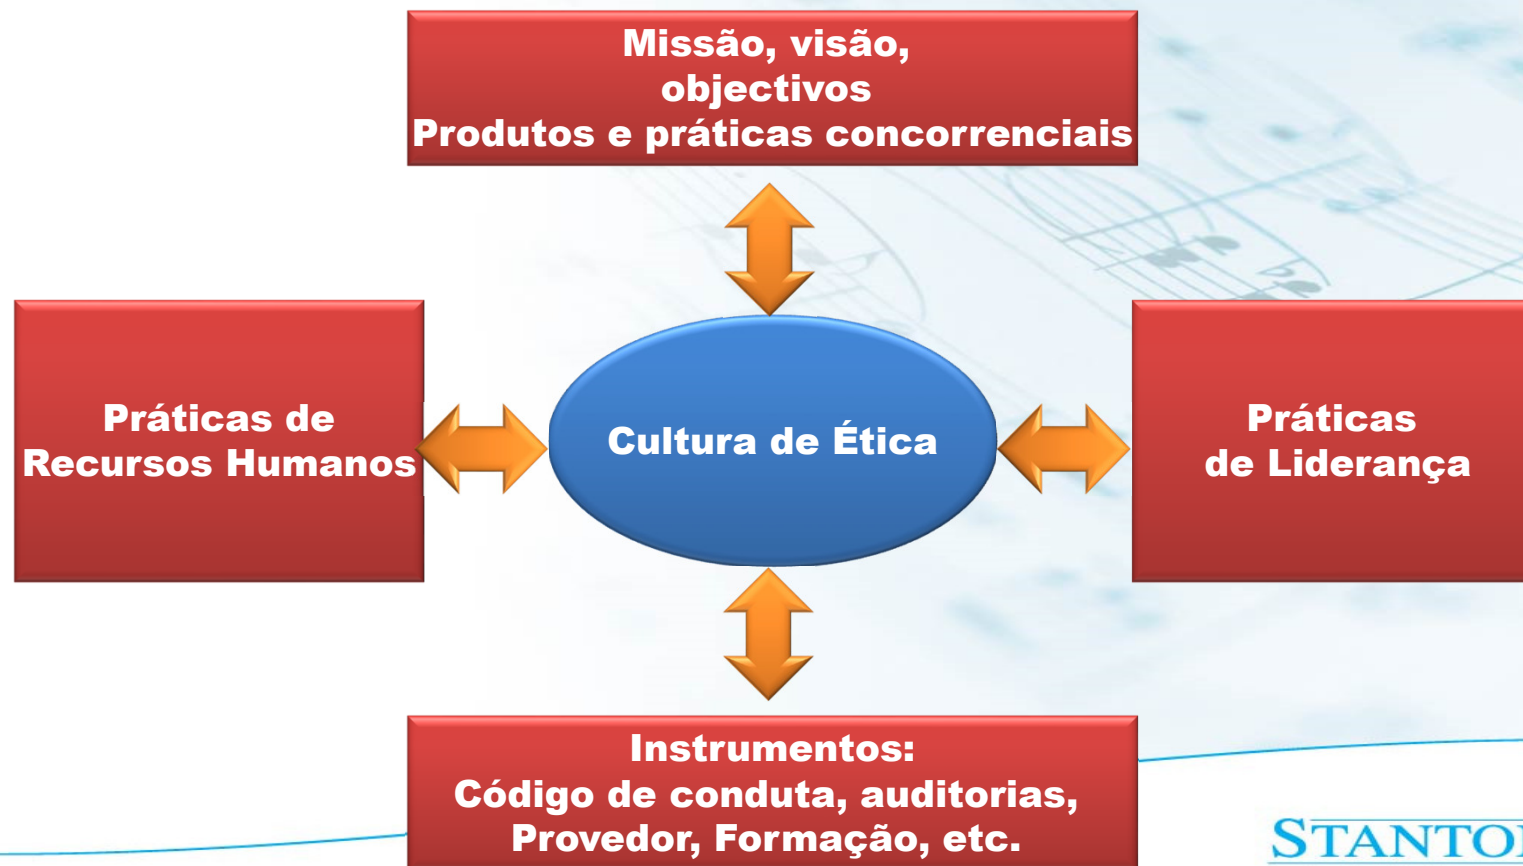 Missão, visão,
objectivos
Produtos e práticas concorrenciais
Práticas de
Recursos Humanos
Cultura de Ética
Práticas
de Liderança
Instrumentos:
Código de conduta, auditorias,
Provedor, Formação, etc.